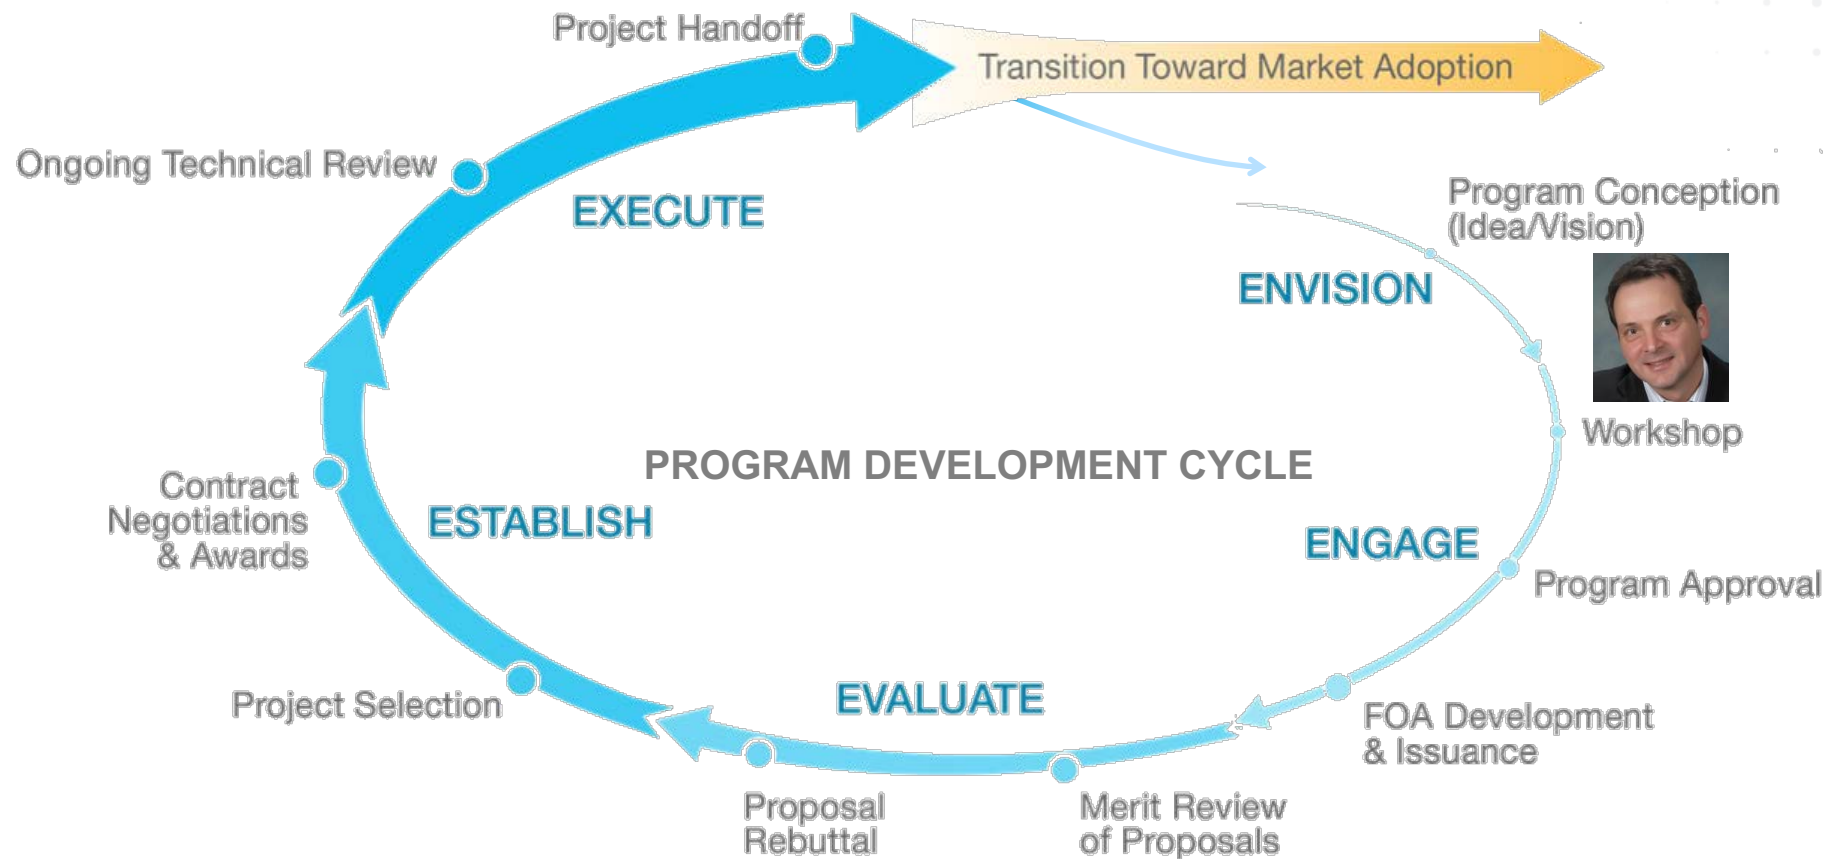 Project Handoff
Transition Toward Market Adoption
Ongoing Technical Review
EXECUTE
Program Conception
(Idea/Vision)
ENVISION
Workshop
PROGRAM DEVELOPMENT CYCLE
Contract
Negotiations
& Awards
ESTABLISH
ENGAGE
Program Approval
Project Selection
EVALUATE
FOA Development
& Issuance
Proposal
Rebuttal
Merit Review
of Proposals